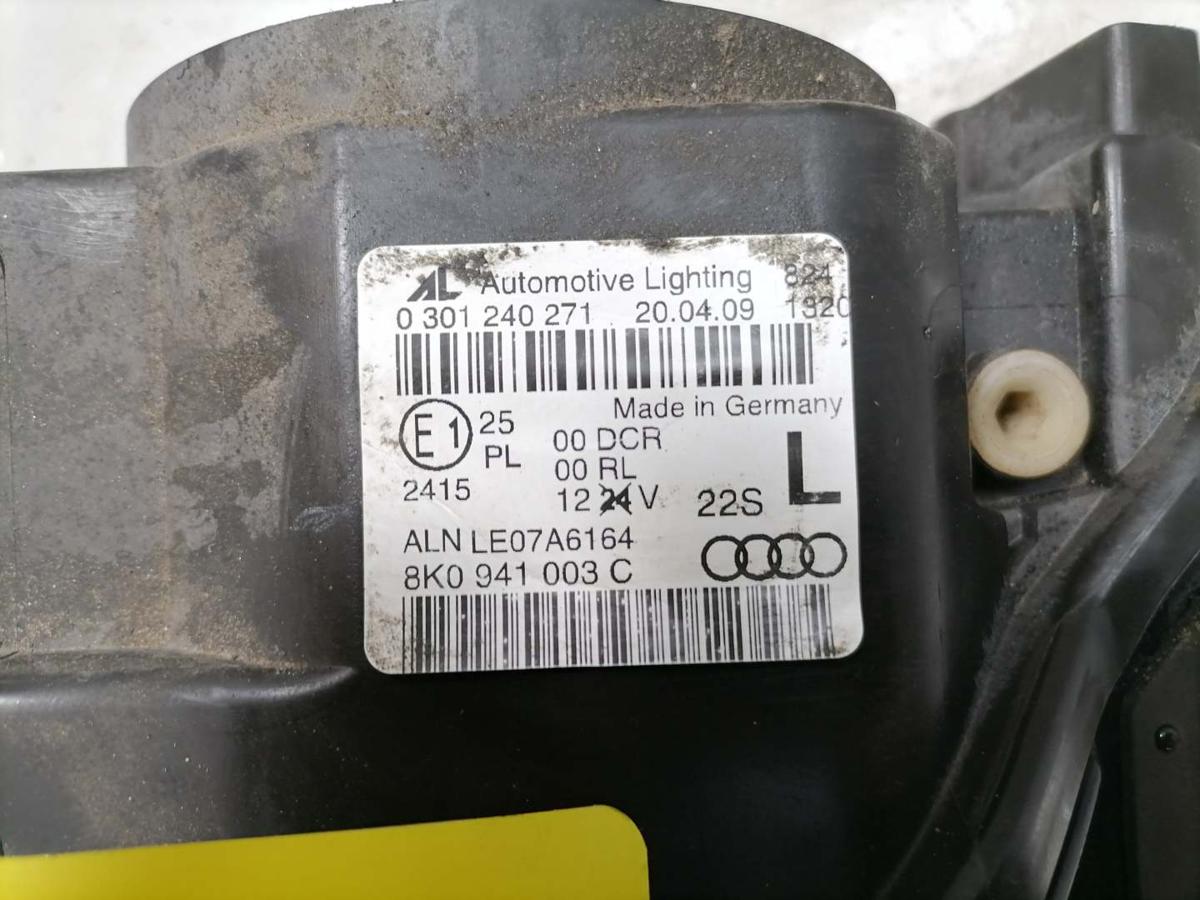 AL Automotive Lighting 824
0 301 240 271 20.04.09 1320
Made in Germany
E1 25 00 DCR
PL 00 RL L
2415 12 24 V 22S
ALN LE07A6164
8K0 941 003 C